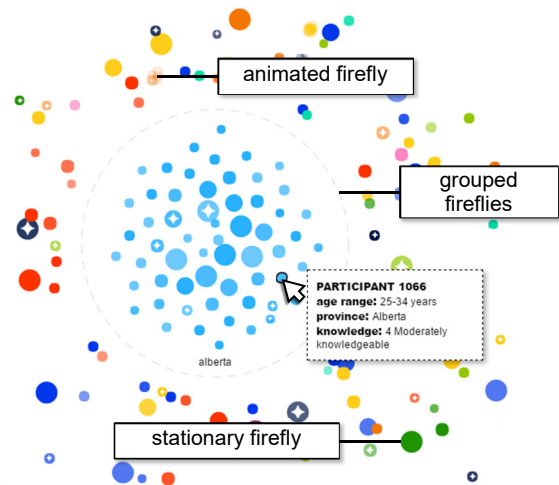 animated firefly
grouped
fireflies
PARTICIPANT 1066
age range: 25-34 years
province: Alberta
knowledge: 4 Moderately
knowledgeable
alberta
stationary firefly